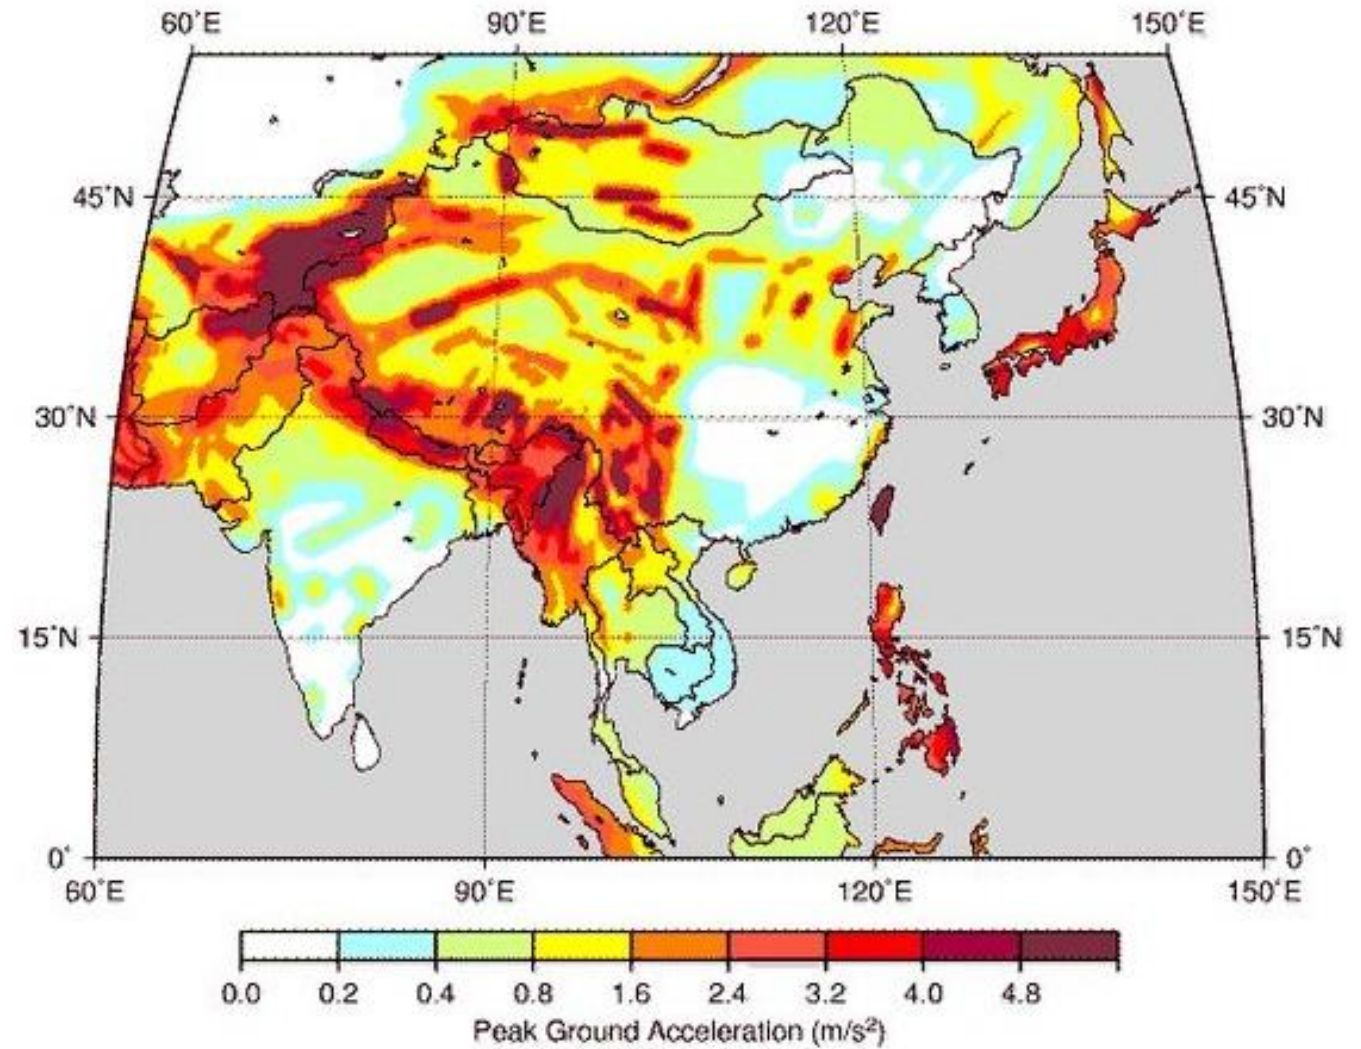 60˚E 90˚E 120˚E 150˚E
45˚N 45˚N
30˚N 30˚N
15˚N 15˚N
0˚ 0˚
60˚E 90˚E 120˚E 150˚E
0.0 0.2 0.4 0.8 1.6 2.4 3.2 4.0 4.8
Peak Ground Acceleration (m/s²)